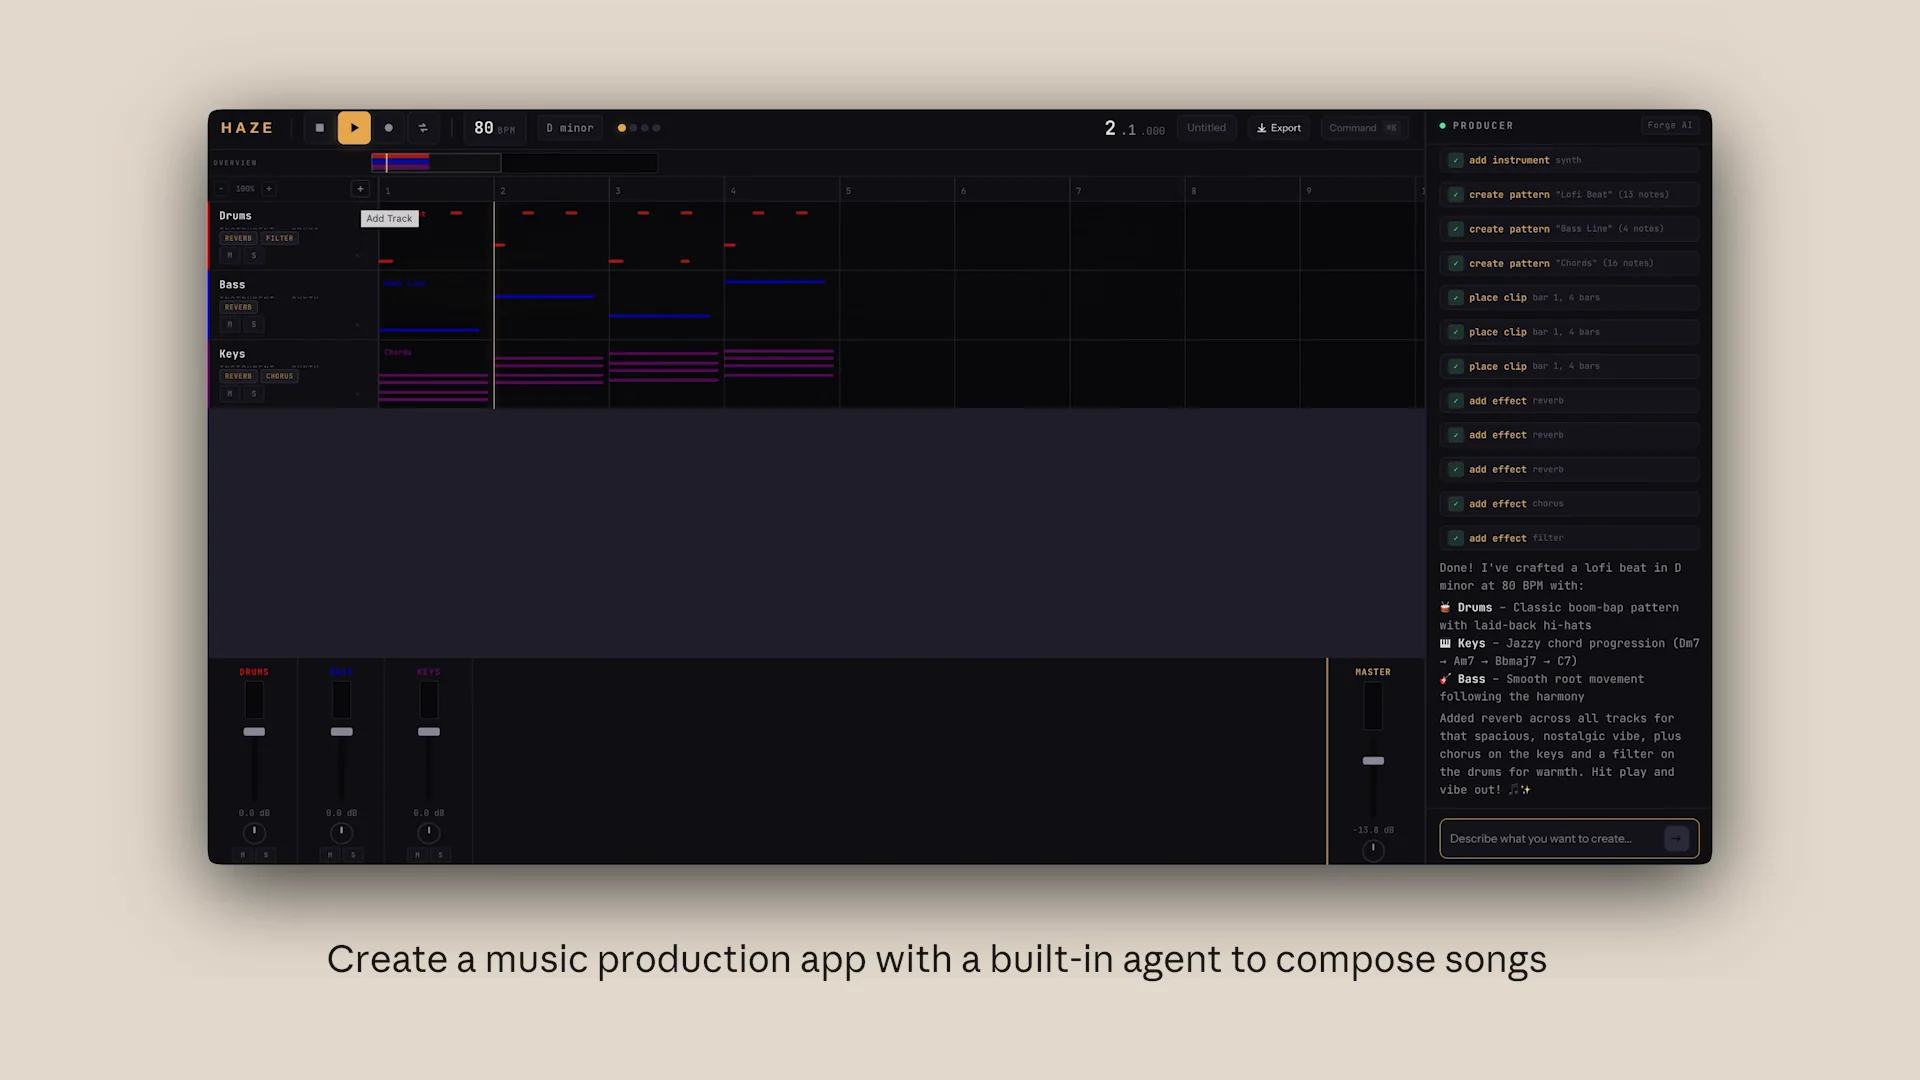 HAZE
80 BPM
D minor
2 .1 .000
Untitled
Export
Command ⌘K
OVERVIEW
- 100% +
+
1 2 3 4 5 6 7 8 9
Add Track
Drums
REVERB FILTER
M S
Bass
Bass Line
REVERB
M S
Keys
Chords
REVERB CHORUS
M S
DRUMS
KEYS
MASTER
0.0 dB
0.0 dB
0.0 dB
-13.8 dB
M S
M S
M S
PRODUCER
Forge AI
add instrument synth
create pattern "Lofi Beat" (13 notes)
create pattern "Bass Line" (4 notes)
create pattern "Chords" (16 notes)
place clip bar 1, 4 bars
place clip bar 1, 4 bars
place clip bar 1, 4 bars
add effect reverb
add effect reverb
add effect reverb
add effect chorus
add effect filter
Done! I've crafted a lofi beat in D
minor at 80 BPM with:
🥁 Drums – Classic boom-bap pattern
with laid-back hi-hats
🎹 Keys – Jazzy chord progression (Dm7
→ Am7 → Bbmaj7 → C7)
🎸 Bass – Smooth root movement
following the harmony
Added reverb across all tracks for
that spacious, nostalgic vibe, plus
chorus on the keys and a filter on
the drums for warmth. Hit play and
vibe out! 🎵✨
Describe what you want to create...
Create a music production app with a built-in agent to compose songs